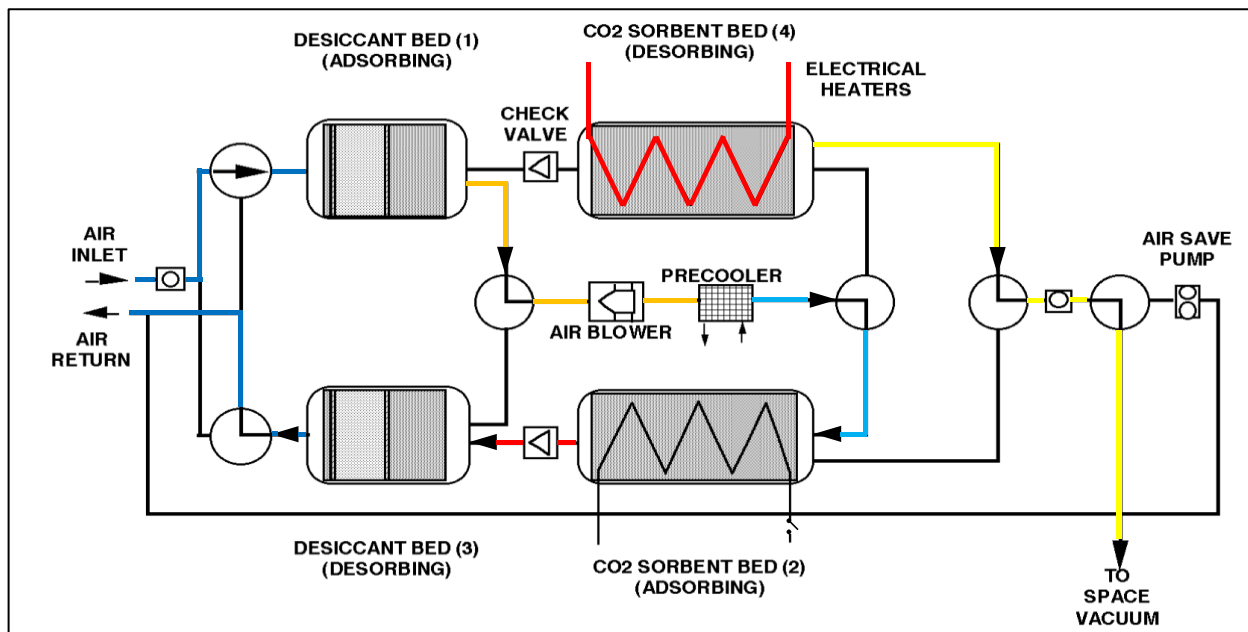 DESICCANT BED (1)
(ADSORBING)
CO2 SORBENT BED (4)
(DESORBING)
ELECTRICAL
HEATERS
CHECK
VALVE
AIR
INLET
AIR
RETURN
AIR BLOWER
PRECOOLER
AIR SAVE
PUMP
DESICCANT BED (3)
(DESORBING)
CO2 SORBENT BED (2)
(ADSORBING)
TO
SPACE
VACUUM